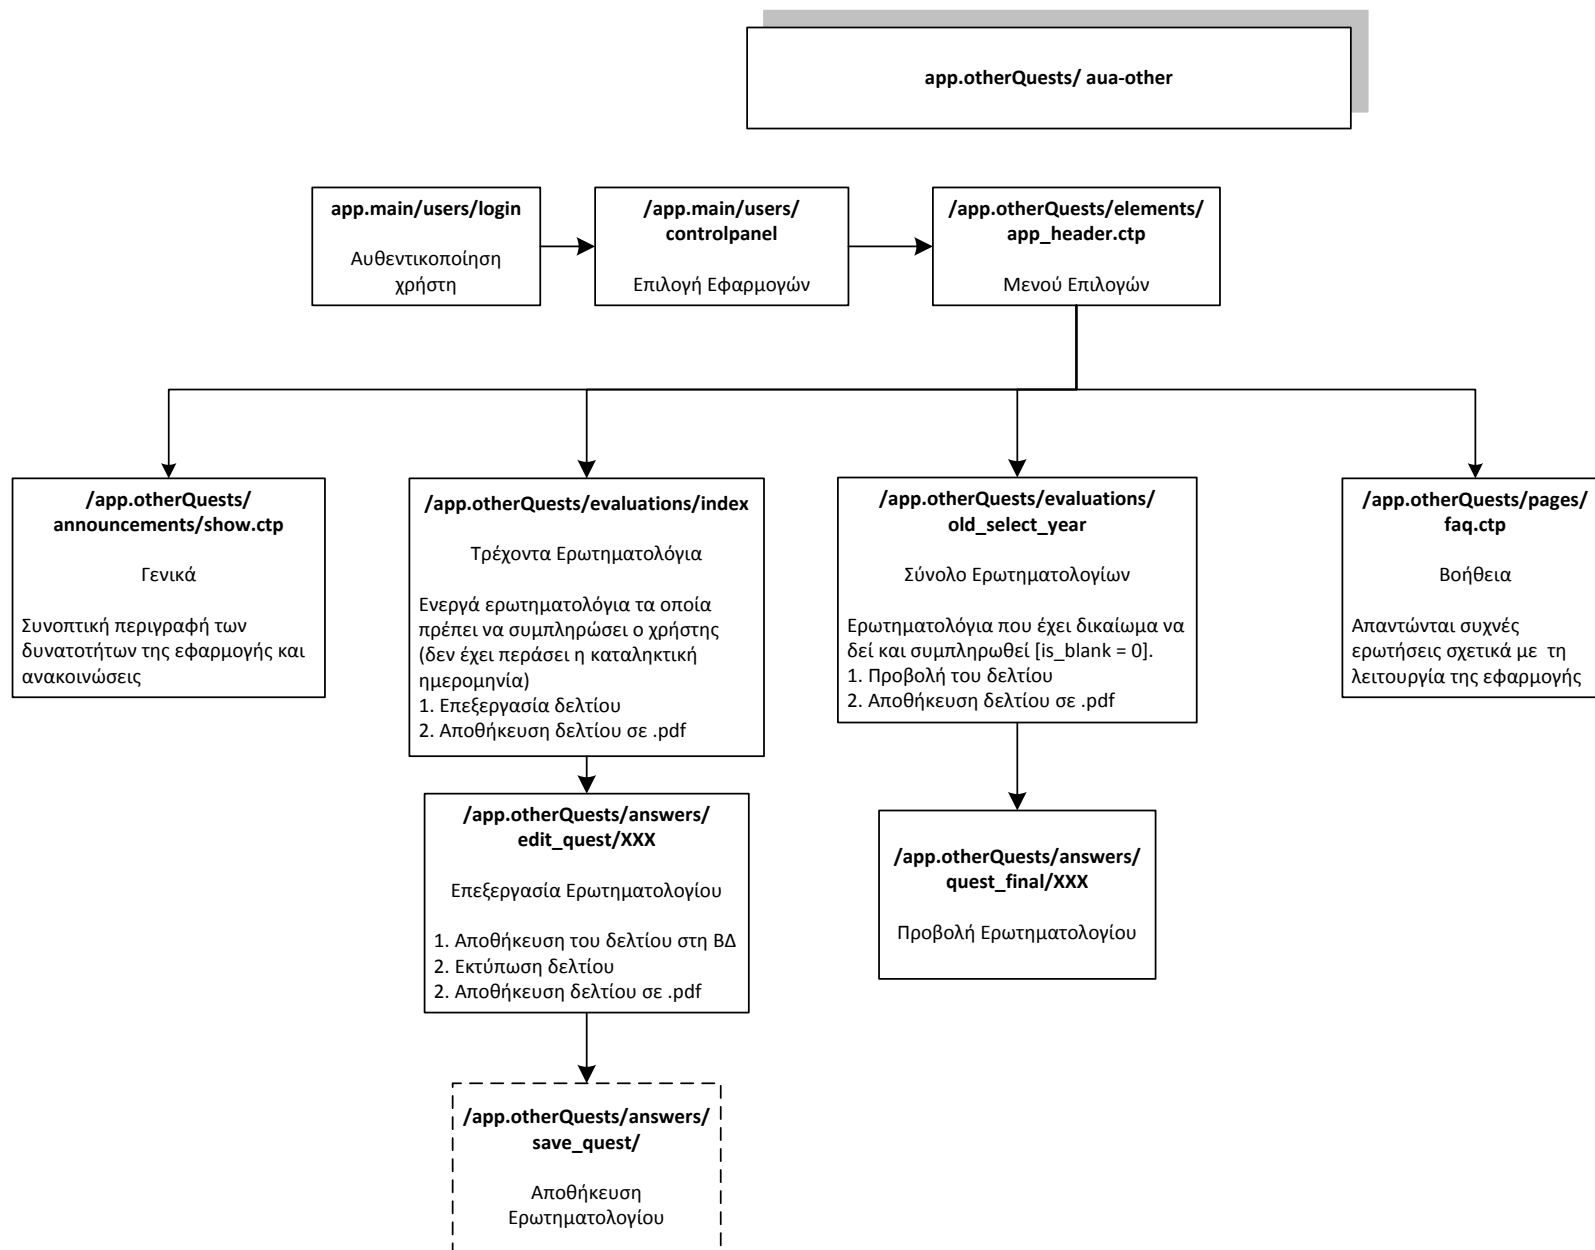 app.otherQuests/ aua-other
app.main/users/login
Αυθεντικοποίηση
χρήστη
/app.main/users/
controlpanel
Επιλογή Εφαρμογών
/app.otherQuests/elements/
app_header.ctp
Μενού Επιλογών
/app.otherQuests/
announcements/show.ctp
Γενικά
Συνοπτική περιγραφή των
δυνατοτήτων της εφαρμογής και
ανακοινώσεις
/app.otherQuests/evaluations/index
Τρέχοντα Ερωτηματολόγια
Ενεργά ερωτηματολόγια τα οποία
πρέπει να συμπληρώσει ο χρήστης
(δεν έχει περάσει η καταληκτική
ημερομηνία)
1. Επεξεργασία δελτίου
2. Αποθήκευση δελτίου σε .pdf
/app.otherQuests/evaluations/
old_select_year
Σύνολο Ερωτηματολογίων
Ερωτηματολόγια που έχει δικαίωμα να
δεί και συμπληρωθεί [is_blank = 0].
1. Προβολή του δελτίου
2. Αποθήκευση δελτίου σε .pdf
/app.otherQuests/pages/
faq.ctp
Βοήθεια
Απαντώνται συχνές
ερωτήσεις σχετικά με  τη
λειτουργία της εφαρμογής
/app.otherQuests/answers/
edit_quest/XXX
Επεξεργασία Ερωτηματολογίου
1. Αποθήκευση του δελτίου στη ΒΔ
2. Εκτύπωση δελτίου
2. Αποθήκευση δελτίου σε .pdf
/app.otherQuests/answers/
quest_final/XXX
Προβολή Ερωτηματολογίου
/app.otherQuests/answers/
save_quest/
Αποθήκευση
Ερωτηματολογίου